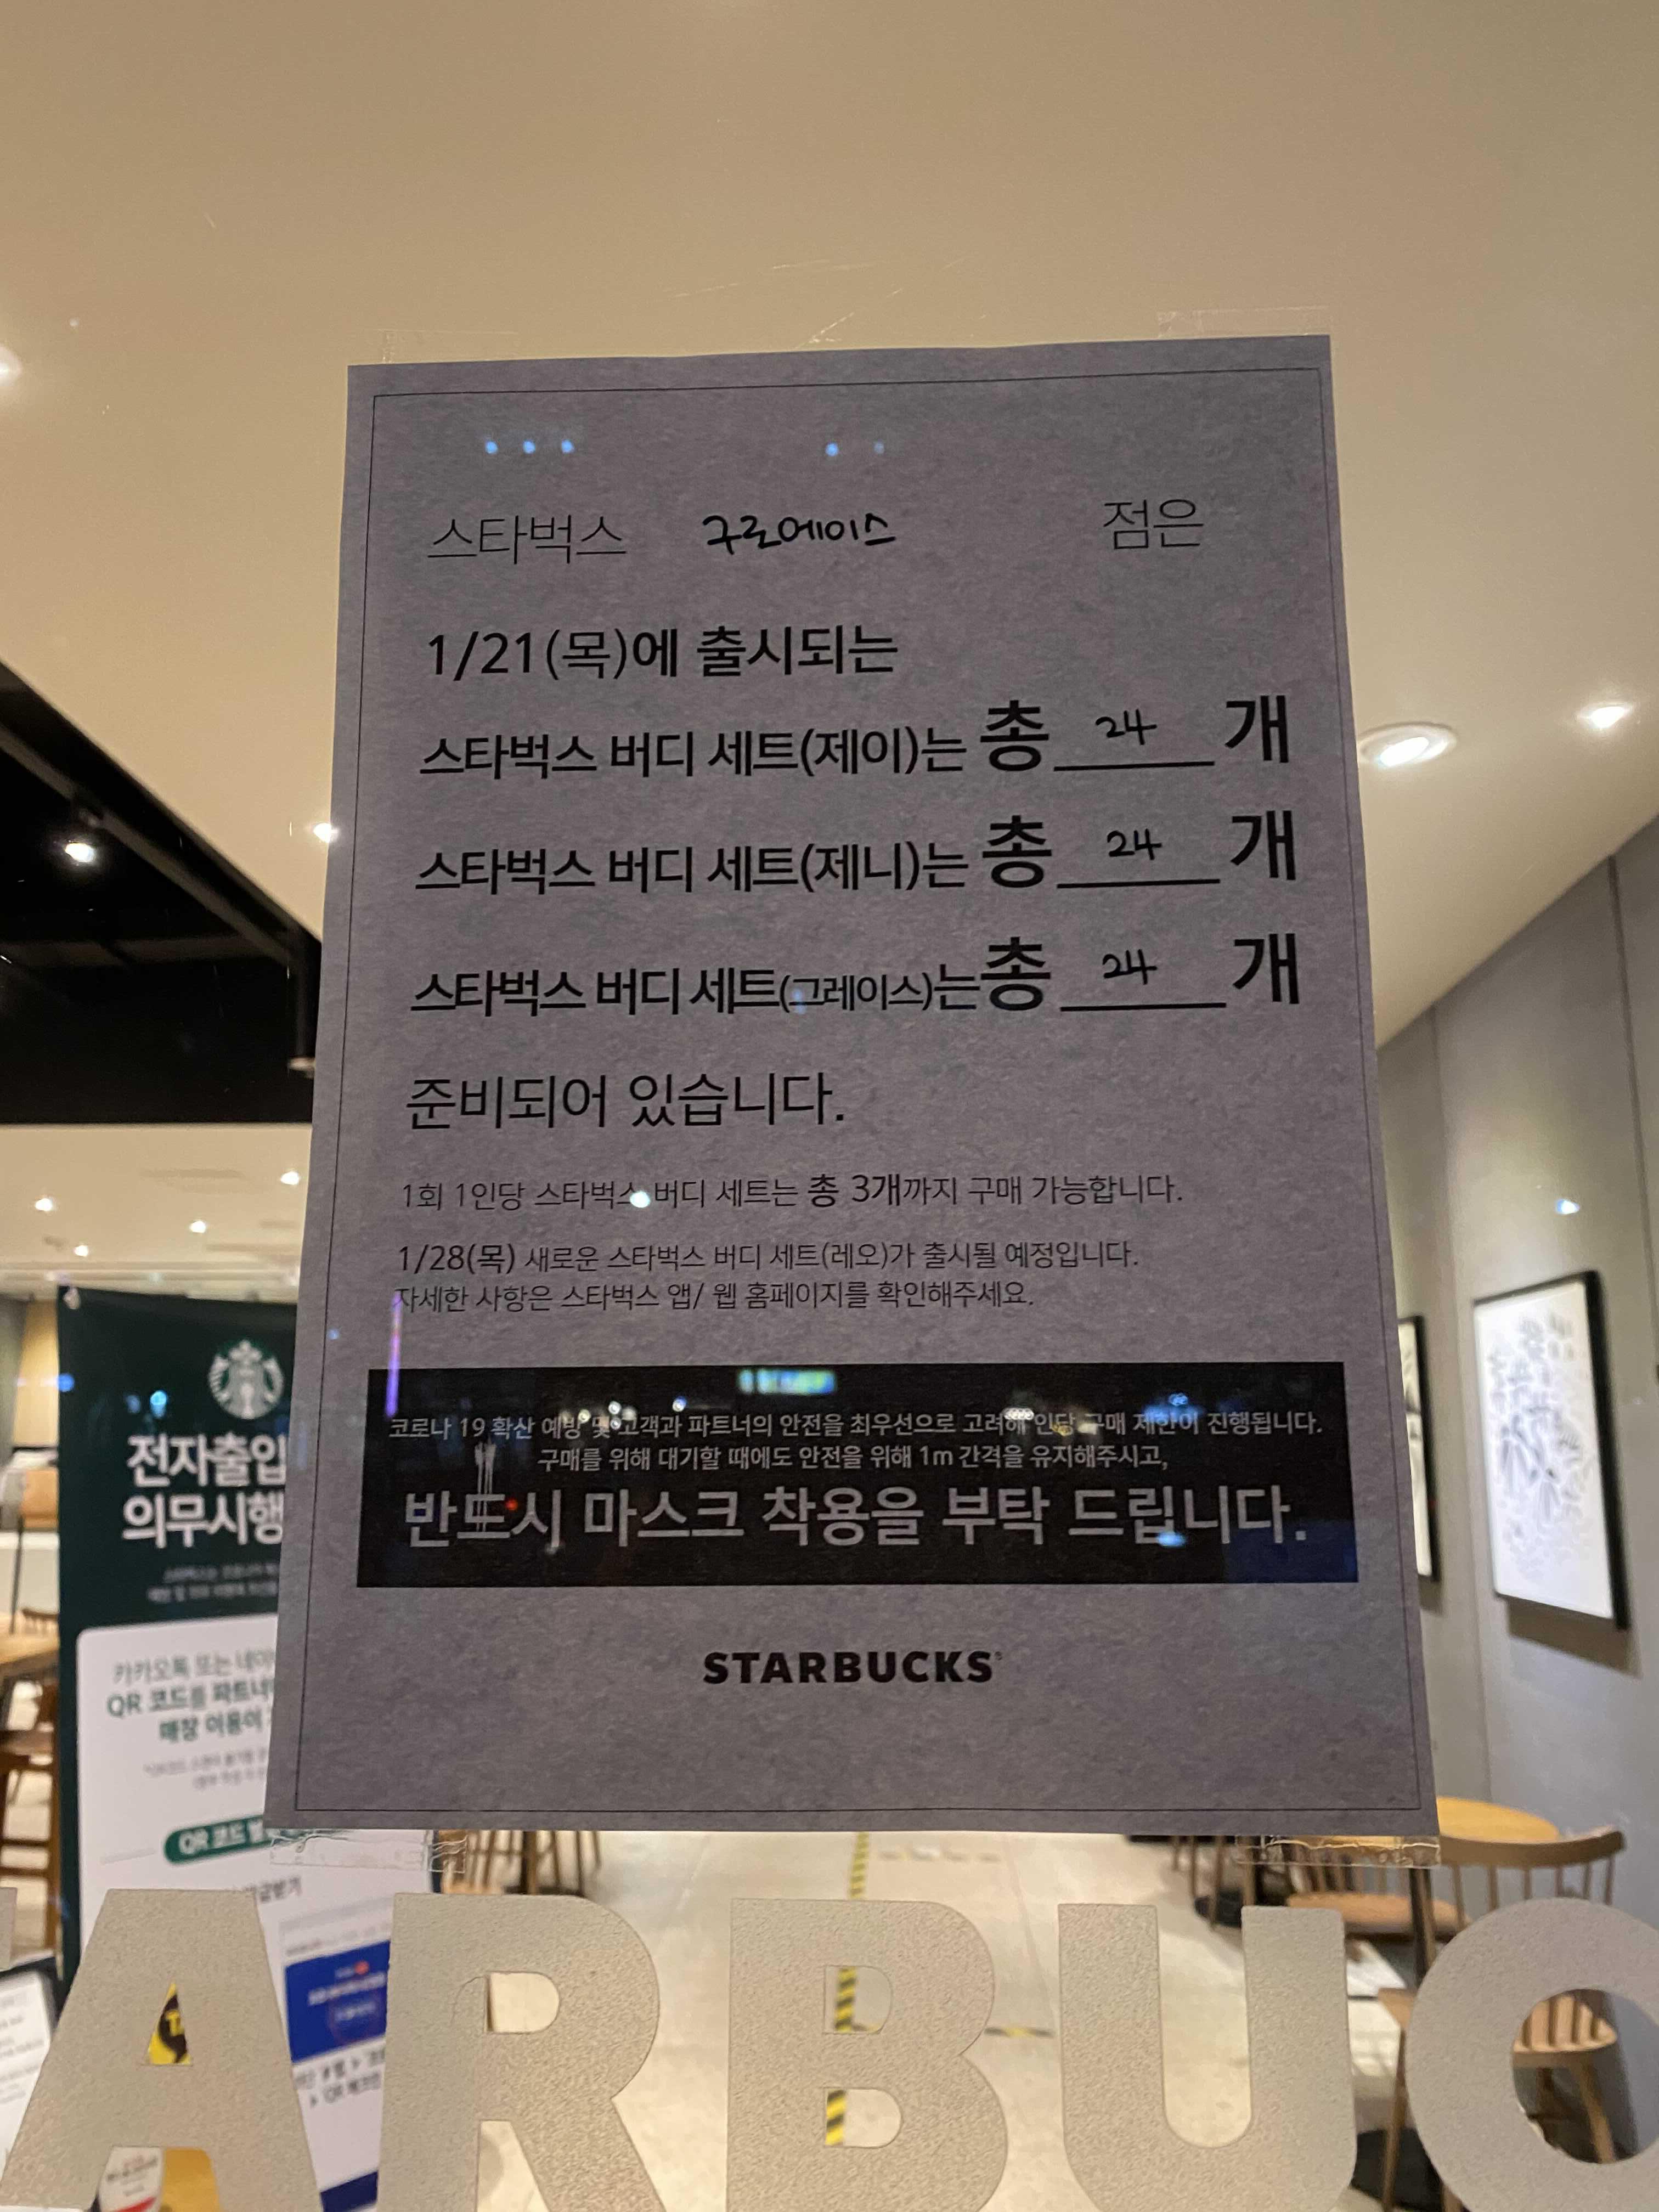 스타벅스 구로에이스 점은
1/21(목)에 출시되는
스타벅스 버디 세트(제이)는 총 24 개
스타벅스 버디 세트(제니)는 총 24 개
스타벅스 버디 세트(그레이스)는 총 24 개
준비되어 있습니다.
1회 1인당 스타벅스 버디 세트는 총 3개까지 구매 가능합니다.
1/28(목) 새로운 스타벅스 버디 세트(레오)가 출시될 예정입니다.
자세한 사항은 스타벅스 앱/ 웹 홈페이지를 확인해주세요.
코로나 19 확산 예방 및 고객과 파트너의 안전을 최우선으로 고려해 인당 구매 제한이 진행됩니다.
구매를 위해 대기할 때에도 안전을 위해 1m 간격을 유지해주시고,
반드시 마스크 착용을 부탁 드립니다.
STARBUCKS
전자출입
의무시행
카카오톡 또는 네이
QR 코드를 파트너
매장 이용이
QR 코드
ARBUC